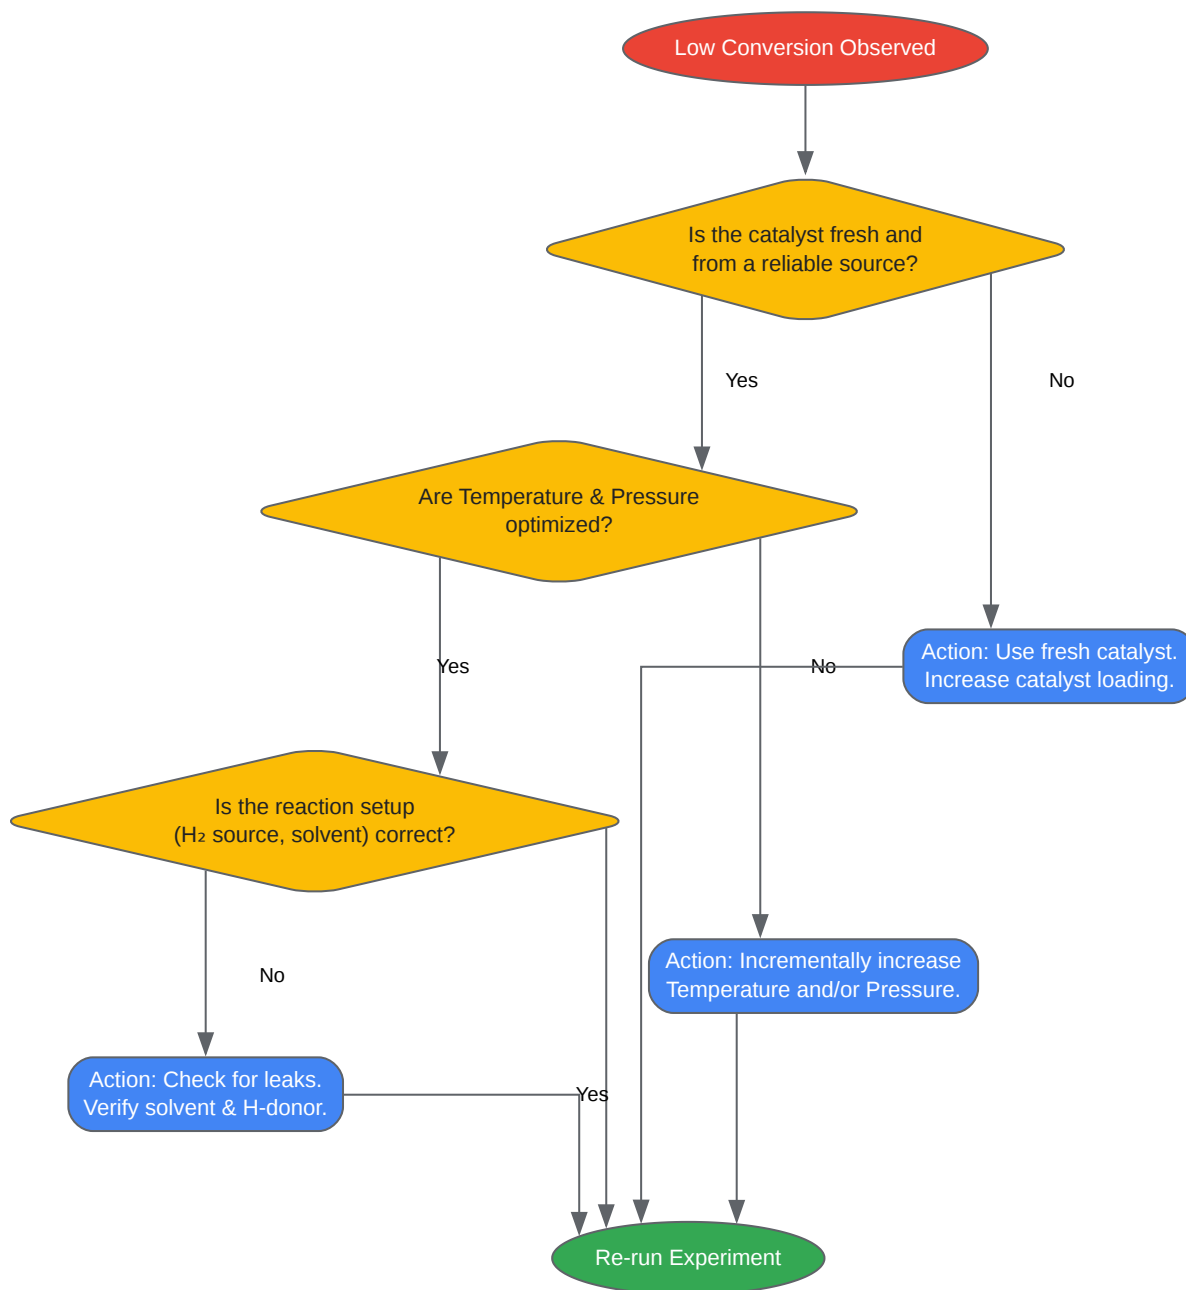 Low Conversion Observed
Is the catalyst fresh and
from a reliable source?
Yes
No
Are Temperature & Pressure
optimized?
Yes
No
Action: Use fresh catalyst.
Increase catalyst loading.
Is the reaction setup
(H₂ source, solvent) correct?
No
Action: Incrementally increase
Temperature and/or Pressure.
Action: Check for leaks.
Verify solvent & H-donor.
Yes
Re-run Experiment